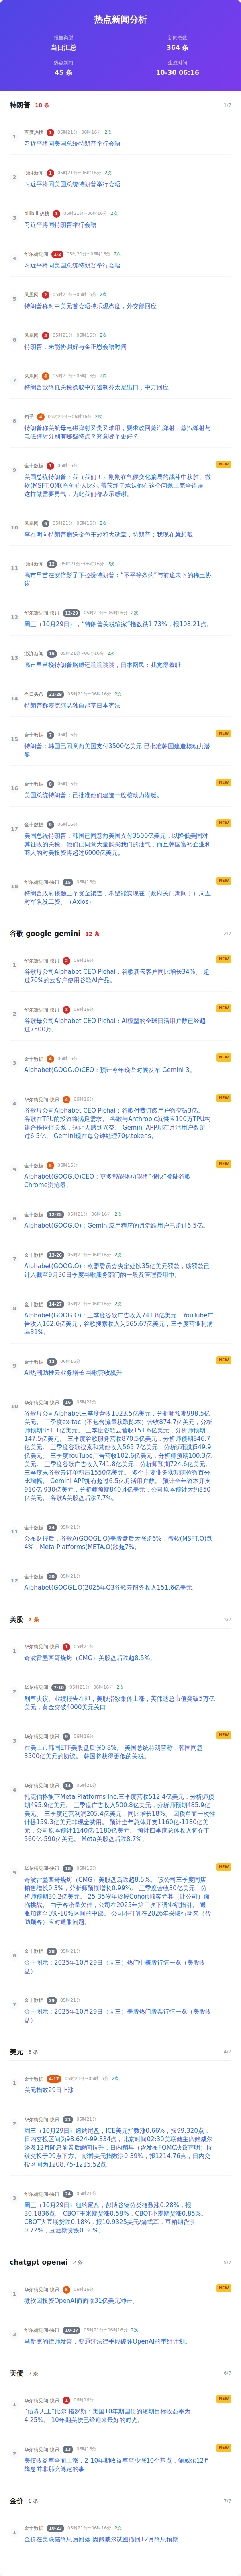 热点新闻分析
报告类型
当日汇总
新闻总数
364 条
热点新闻
45 条
生成时间
10-30 06:16
特朗普 18 条 1/7
1 百度热搜 1 05时21分~06时16分 2次
习近平将同美国总统特朗普举行会晤
2 澎湃新闻 1 05时21分~06时16分 2次
习近平将同美国总统特朗普举行会晤
3 bilibili 热搜 1 05时21分~06时16分 2次
习近平将同特朗普举行会晤
4 华尔街见闻 1-2 05时21分~06时16分 2次
习近平将同美国总统特朗普举行会晤
5 凤凰网 2 05时21分~06时16分 2次
特朗普称对中美元首会晤持乐观态度，外交部回应
6 凤凰网 3 05时21分~06时16分 2次
特朗普：未能协调好与金正恩会晤时间
7 凤凰网 4 05时21分~06时16分 2次
特朗普欲降低关税换取中方遏制芬太尼出口，中方回应
8 知乎 4 05时21分~06时16分 2次
特朗普称美航母电磁弹射又贵又难用，要求改回蒸汽弹射，蒸汽弹射与
电磁弹射分别有哪些特点？究竟哪个更好？
9 金十数据 1 06时16分 NEW
美国总统特朗普：我（我们！）刚刚在气候变化骗局的战斗中获胜。微
软(MSFT.O)联合创始人比尔·盖茨终于承认他在这个问题上完全错误。
这样做需要勇气，为此我们都表示感谢。
10 凤凰网 6 05时21分~06时16分 2次
李在明向特朗普赠送金色王冠和大勋章，特朗普：我现在就想戴
11 澎湃新闻 12 05时21分~06时16分 2次
高市早苗在安倍影子下拉拢特朗普：“不平等条约”与前途未卜的稀土协
议
12 华尔街见闻-快讯 12-29 05时21分~06时16分 2次
周三（10月29日），“特朗普关税输家”指数跌1.73%，报108.21点。
13 澎湃新闻 15 05时21分~06时16分 2次
高市早苗挽特朗普胳膊还蹦蹦跳跳，日本网民：我觉得羞耻
14 今日头条 21-29 05时21分~06时16分 2次
特朗普称麦克阿瑟独自起草日本宪法
15 金十数据 7 06时16分 NEW
特朗普：韩国已同意向美国支付3500亿美元 已批准韩国建造核动力潜
艇
16 金十数据 8 06时16分 NEW
美国总统特朗普：已批准他们建造一艘核动力潜艇。
17 金十数据 9 06时16分 NEW
美国总统特朗普：韩国已同意向美国支付3500亿美元，以降低美国对
其征收的关税。他们已同意大量购买我们的油气，而且韩国富裕企业和
商人的对美投资将超过6000亿美元。
18 华尔街见闻-快讯 15 06时16分 NEW
特朗普政府接触三个资金渠道，希望能实现在（政府关门期间于）周五
对军队发工资。（Axios）
谷歌 google gemini 12 条 2/7
1 华尔街见闻-快讯 2 06时16分 NEW
谷歌母公司Alphabet CEO Pichai：谷歌新云客户同比增长34%。 超
过70%的云客户使用谷歌AI产品。
2 华尔街见闻-快讯 3 06时16分 NEW
谷歌母公司Alphabet CEO Pichai：AI模型的全球日活用户数已经超
过7500万。
3 金十数据 4 06时16分 NEW
Alphabet(GOOG.O)CEO：预计今年晚些时候发布 Gemini 3。
4 华尔街见闻-快讯 4 06时16分 NEW
谷歌母公司Alphabet CEO Pichai：谷歌付费订阅用户突破3亿。
谷歌在TPU的投资将满足需求。 谷歌与Anthropic就供应100万TPU构
建合作伙伴关系，这让人感到兴奋。 Gemini APP现在月活用户数超
过6.5亿。 Gemini现在每分钟处理70亿tokens。
5 金十数据 5 06时16分 NEW
Alphabet(GOOG.O)CEO：更多智能体功能将“很快”登陆谷歌
Chrome浏览器。
6 金十数据 12-25 05时21分~06时16分 2次
Alphabet(GOOG.O)：Gemini应用程序的月活跃用户已超过6.5亿。
7 金十数据 13-26 05时21分~06时16分 2次
Alphabet(GOOG.O)：欧盟委员会决定处以35亿美元罚款，该罚款已
计入截至9月30日季度谷歌服务部门的一般及管理费用中。
8 金十数据 14-27 05时21分~06时16分 2次
Alphabet(GOOG.O)：三季度谷歌广告收入741.8亿美元，YouTube广
告收入102.6亿美元，谷歌搜索收入为565.67亿美元，三季度营业利润
率31%。
9 金十数据 12 06时16分 NEW
AI热潮助推云业务增长 谷歌营收飙升
10 华尔街见闻-快讯 10 05时21分
谷歌母公司Alphabet三季度营收1023.5亿美元，分析师预期998.5亿
美元。 三季度ex-tac（不包含流量获取版本）营收874.7亿美元，分析
师预期851.1亿美元。 三季度谷歌云营收151.6亿美元，分析师预期
147.5亿美元。 三季度谷歌服务营收870.5亿美元，分析师预期846.7
亿美元。 三季度谷歌搜索和其他收入565.7亿美元，分析师预期549.9
亿美元。 三季度YouTube广告营收102.6亿美元，分析师预期100.3亿
美元。 三季度谷歌广告收入741.8亿美元，分析师预期724.6亿美元。
三季度末谷歌云订单积压1550亿美元。 多个主要业务实现两位数百分
比增幅。 Gemini APP拥有超过6.5亿月活用户数。 预计全年资本开支
910亿-930亿美元，分析师预期840.4亿美元，公司原本预计大约850
亿美元。 谷歌A美股盘后涨7.7%。
11 金十数据 24 05时21分
公布财报后，谷歌A(GOOGL.O)美股盘后大涨超6%，微软(MSFT.O)跌
4%，Meta Platforms(META.O)跌超7%。
12 金十数据 30 05时21分
Alphabet(GOOGL.O)2025年Q3谷歌云服务收入151.6亿美元。
美股 7 条 3/7
1 华尔街见闻-快讯 1 05时21分
奇波雷墨西哥烧烤（CMG）美股盘后跌超8.5%。
2 华尔街见闻 7-10 05时21分~06时16分 2次
利率决议、业绩报告在即，美股指数集体上涨，英伟达总市值突破5万亿
美元，黄金突破4000美元关口
3 华尔街见闻-快讯 9 06时16分 NEW
在美上市韩国ETF美股盘后涨0.8%。 美国总统特朗普称，韩国同意
3500亿美元的协议。 韩国将获得更低的关税。
4 华尔街见闻-快讯 14 05时21分
扎克伯格旗下Meta Platforms Inc.三季度营收512.4亿美元，分析师预
期495.9亿美元。 三季度广告收入500.8亿美元，分析师预期485.9亿
美元。 三季度运营利润205.4亿美元，同比增长18%。 因税单而一次性
计提159.3亿美元非现金费用。 预计全年总体开支1160亿-1180亿美
元，公司原本预计1140亿-1180亿美元。 预计四季度总体收入将介于
560亿-590亿美元。 Meta美股盘后跌8.7%。
5 华尔街见闻-快讯 18 05时21分
奇波雷墨西哥烧烤（CMG）美股盘后跌超8.5%。 该公司三季度同店
销售增长0.3%，分析师预期增长0.99%。 三季度营收30亿美元，分
析师预期30.2亿美元。 25-35岁年龄段Cohort顾客尤其（让公司）面
临挑战。 由于客流量欠佳，公司在2025年第三次下调业绩指引。 通
胀加速至0%-10%区间的中部。 公司不打算在2026年采取行动来（帮
助顾客）应对通胀问题。
6 金十数据 28 05时21分
金十图示：2025年10月29日（周三）热门中概股行情一览（美股收
盘）
7 金十数据 29 05时21分
金十图示：2025年10月29日（周三）美股热门股票行情一览（美股收
盘）
美元 3 条 4/7
1 金十数据 4-17 05时21分~06时16分 2次
美元指数29日上涨
2 华尔街见闻-快讯 21 05时21分
周三（10月29日）纽约尾盘，ICE美元指数涨0.66%，报99.320点，
日内交投区间为98.624-99.334点，北京时间02:30美联储主席鲍威尔
谈及12月降息前景后瞬间拉升，日内稍早（含发布FOMC决议声明）持
续交投于99点下方。 彭博美元指数涨0.39%，报1214.76点，日内交
投区间为1208.75-1215.52点。
3 华尔街见闻-快讯 24 05时21分
周三（10月29日）纽约尾盘，彭博谷物分类指数涨0.28%，报
30.1836点。 CBOT玉米期货涨0.58%，CBOT小麦期货涨0.85%。
CBOT大豆期货跌0.18%，报10.9325美元/蒲式耳，豆粕期货涨
0.72%，豆油期货跌0.30%。
chatgpt openai 2 条 5/7
1 华尔街见闻-快讯 5 06时16分 NEW
微软因投资OpenAI而面临31亿美元冲击。
2 华尔街见闻-快讯 10-27 05时21分~06时16分 2次
马斯克的律师发誓，要通过法律手段破坏OpenAI的重组计划。
美债 2 条 6/7
1 华尔街见闻-快讯 1 06时16分 NEW
“债券天王”比尔·格罗斯：美国10年期国债的短期目标收益率为
4.25%。 10年期美债已经迎来最好的时光。
2 华尔街见闻-快讯 13 06时16分 NEW
美债收益率全面上涨，2-10年期收益率至少涨10个基点，鲍威尔12月
降息并非那么笃定的事
金价 1 条 7/7
1 金十数据 10-23 05时21分~06时16分 2次
金价在美联储降息后回落 因鲍威尔试图撤回12月降息预期